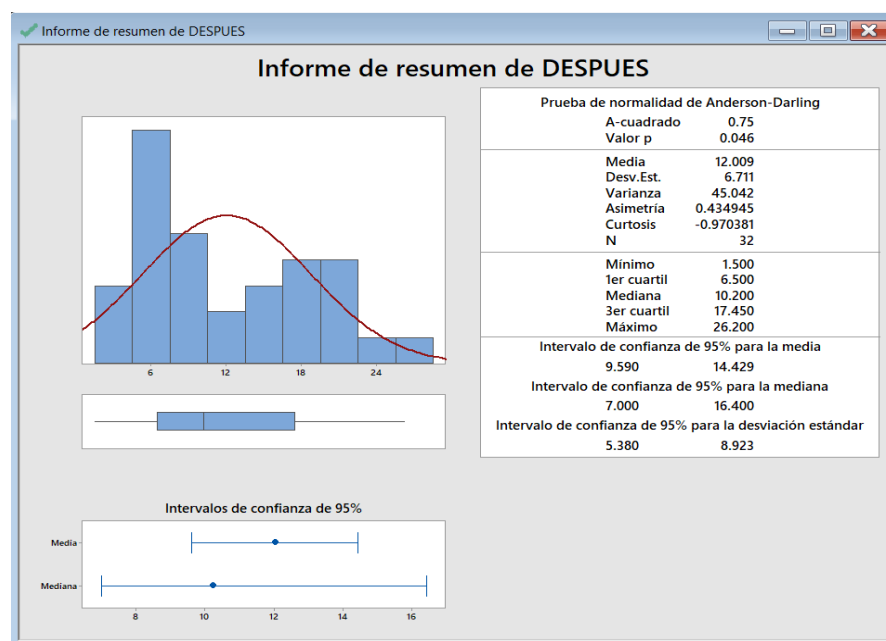 Informe de resumen de DESPUES
Informe de resumen de DESPUES
6 12 18 24
Intervalos de confianza de 95%
Media
Mediana
8 10 12 14 16
Prueba de normalidad de Anderson-Darling
A-cuadrado 0.75
Valor p 0.046
Media 12.009
Desv.Est. 6.711
Varianza 45.042
Asimetría 0.434945
Curtosis -0.970381
N 32
Mínimo 1.500
1er cuartil 6.500
Mediana 10.200
3er cuartil 17.450
Máximo 26.200
Intervalo de confianza de 95% para la media
9.590 14.429
Intervalo de confianza de 95% para la mediana
7.000 16.400
Intervalo de confianza de 95% para la desviación estándar
5.380 8.923